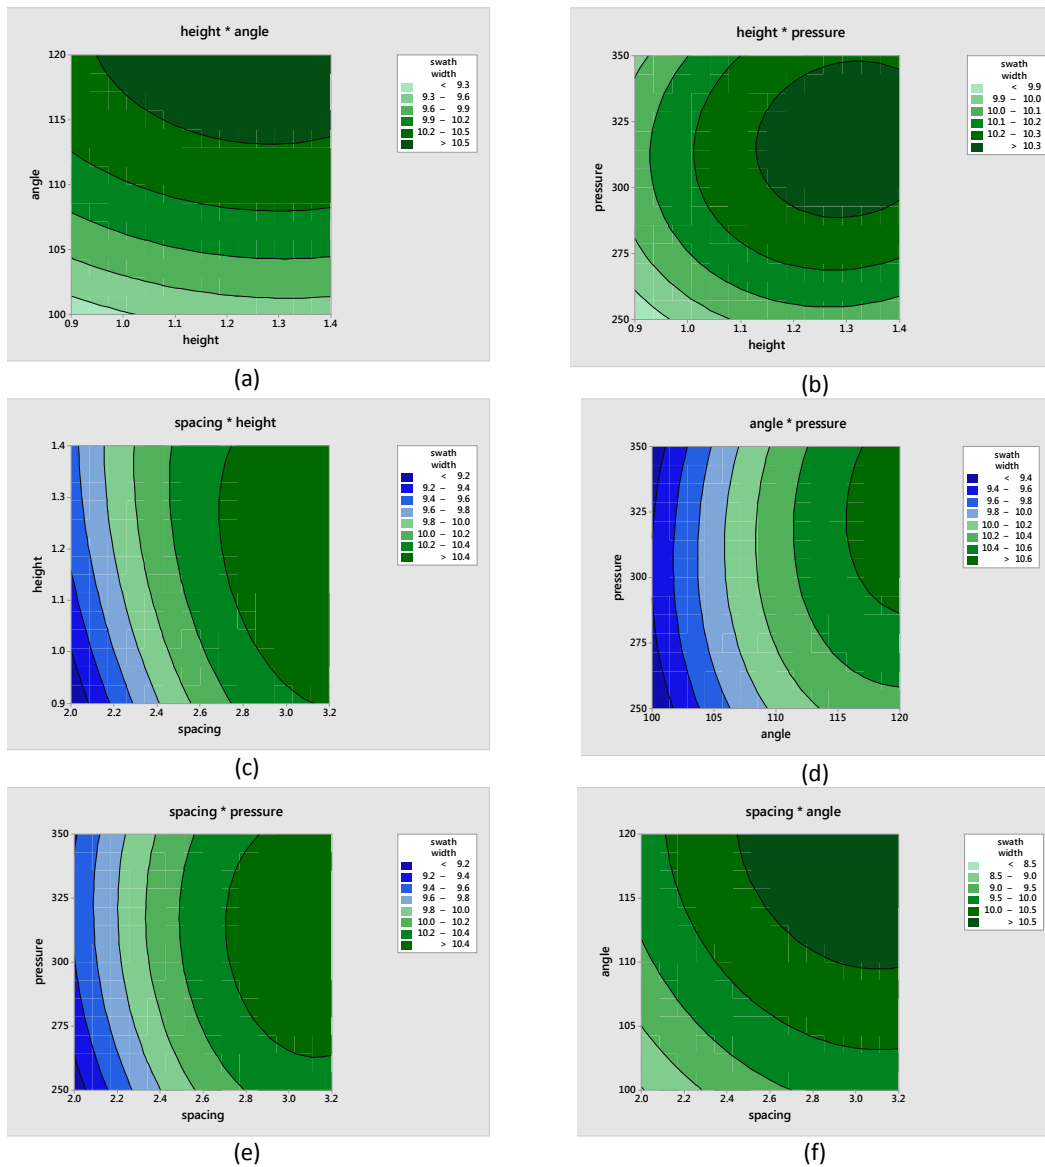 height * angle
120
115
110
105
100
angle
0.9 1.0 1.1 1.2 1.3 1.4
height
swath
width
< 9.3
9.3 – 9.6
9.6 – 9.9
9.9 – 10.2
10.2 – 10.5
> 10.5
(a)
height * pressure
350
325
300
275
250
pressure
0.9 1.0 1.1 1.2 1.3 1.4
height
swath
width
< 9.9
9.9 – 10.0
10.0 – 10.1
10.1 – 10.2
10.2 – 10.3
> 10.3
(b)
spacing * height
1.4
1.3
1.2
1.1
1.0
0.9
height
2.0 2.2 2.4 2.6 2.8 3.0 3.2
spacing
swath
width
< 9.2
9.2 – 9.4
9.4 – 9.6
9.6 – 9.8
9.8 – 10.0
10.0 – 10.2
10.2 – 10.4
> 10.4
(c)
angle * pressure
350
325
300
275
250
pressure
100 105 110 115 120
angle
swath
width
< 9.4
9.4 – 9.6
9.6 – 9.8
9.8 – 10.0
10.0 – 10.2
10.2 – 10.4
10.4 – 10.6
> 10.6
(d)
spacing * pressure
350
325
300
275
250
pressure
2.0 2.2 2.4 2.6 2.8 3.0 3.2
spacing
swath
width
< 9.2
9.2 – 9.4
9.4 – 9.6
9.6 – 9.8
9.8 – 10.0
10.0 – 10.2
10.2 – 10.4
> 10.4
(e)
spacing * angle
120
115
110
105
100
angle
2.0 2.2 2.4 2.6 2.8 3.0 3.2
spacing
swath
width
< 8.5
8.5 – 9.0
9.0 – 9.5
9.5 – 10.0
10.0 – 10.5
> 10.5
(f)